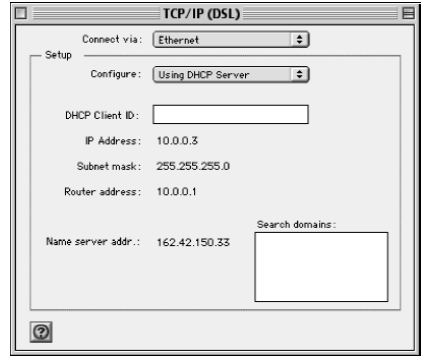 TCP/IP (DSL)
Connect via: Ethernet
Setup
Configure: Using DHCP Server
DHCP Client ID:
IP Address: 10.0.0.3
Subnet mask: 255.255.255.0
Router address: 10.0.0.1
Search domains:
Name server addr.: 162.42.150.33
?